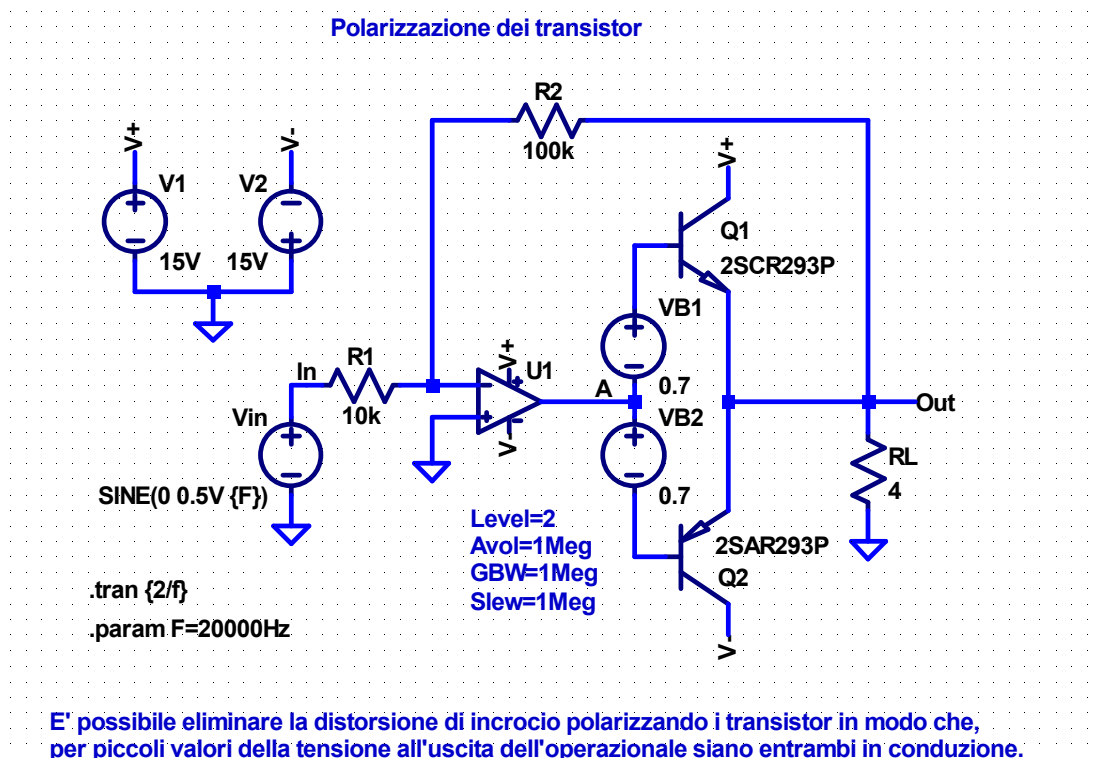 Polarizzazione dei transistor
R2
100k
V+
V-
V+
V1
V2
15V
15V
Q1
2SCR293P
VB1
0.7
R1
In
10k
V+
U1
A
Out
Vin
V-
VB2
0.7
RL
4
SINE(0 0.5V {F})
Level=2
Avol=1Meg
GBW=1Meg
Slew=1Meg
2SAR293P
Q2
V-
.tran {2/f}
.param F=20000Hz
E' possibile eliminare la distorsione di incrocio polarizzando i transistor in modo che,
per piccoli valori della tensione all'uscita dell'operazionale siano entrambi in conduzione.